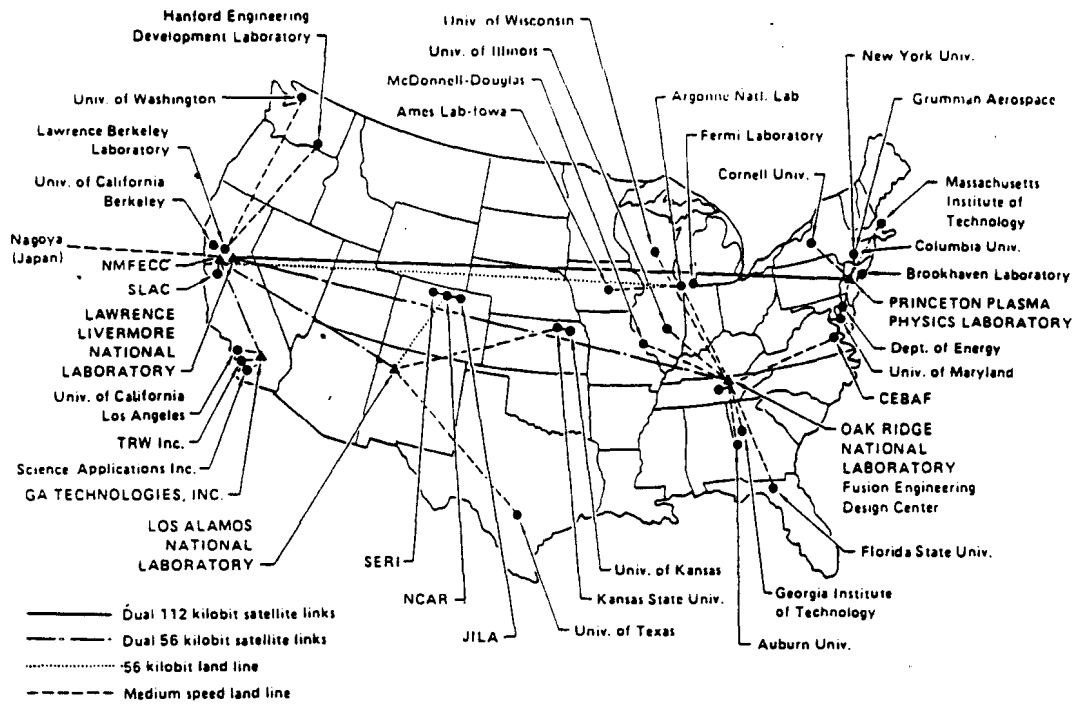 Hanford Engineering
Development Laboratory
Univ. of Washington
Lawrence Berkeley
Laboratory
Univ. of California
Berkeley
Nagoya
(Japan)
NMFECC
SLAC
LAWRENCE
LIVERMORE
NATIONAL
LABORATORY
Univ. of California
Los Angeles
TRW Inc.
Science Applications Inc.
GA TECHNOLOGIES, INC.
LOS ALAMOS
NATIONAL
LABORATORY
Univ. of Wisconsin
Univ. of Illinois
McDonnell-Douglas
Ames Lab-Iowa
Argonne Natl. Lab
Fermi Laboratory
Cornell Univ.
New York Univ.
Grumman Aerospace
Massachusetts
Institute of
Technology
Columbia Univ.
Brookhaven Laboratory
PRINCETON PLASMA
PHYSICS LABORATORY
Dept. of Energy
Univ. of Maryland
CEBAF
OAK RIDGE
NATIONAL
LABORATORY
Fusion Engineering
Design Center
Florida State Univ.
Georgia Institute
of Technology
Auburn Univ.
SERI
NCAR
JILA
Univ. of Kansas
Kansas State Univ.
Univ. of Texas
Dual 112 kilobit satellite links
Dual 56 kilobit satellite links
56 kilobit land line
Medium speed land line